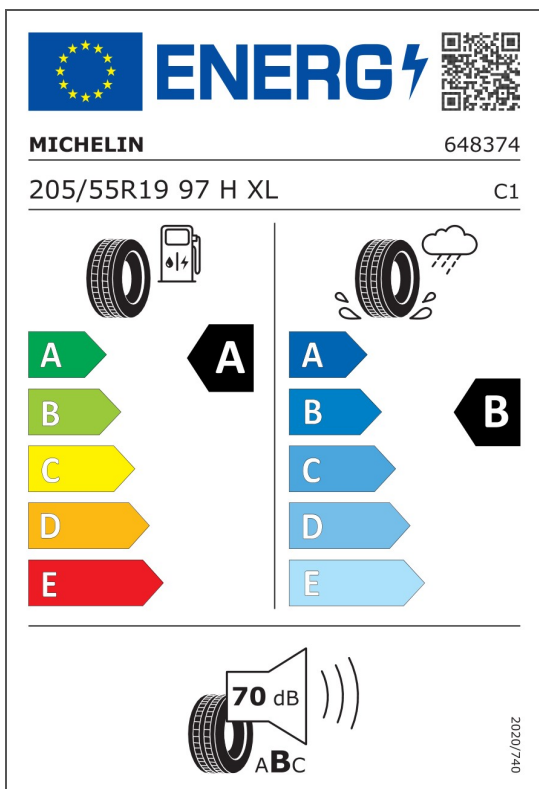 ENERG
MICHELIN 648374
205/55R19 97 H XL C1
A A A
B B B
C C
D D
E E
70 dB
ABC
2020/740